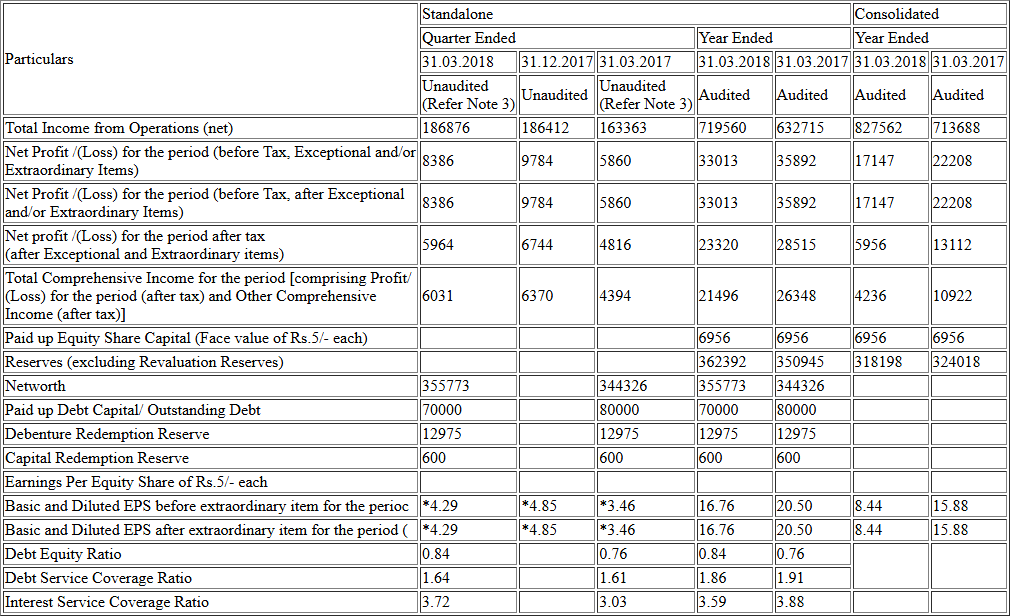 Particulars Standalone Consolidated
Quarter Ended Year Ended Year Ended
31.03.2018 31.12.2017 31.03.2017 31.03.2018 31.03.2017 31.03.2018 31.03.2017
Unaudited (Refer Note 3) Unaudited Unaudited (Refer Note 3) Audited Audited Audited Audited
Total Income from Operations (net) 186876 186412 163363 719560 632715 827562 713688
Net Profit /(Loss) for the period (before Tax, Exceptional and/or
Extraordinary Items) 8386 9784 5860 33013 35892 17147 22208
Net Profit /(Loss) for the period (before Tax, after Exceptional
and/or Extraordinary Items) 8386 9784 5860 33013 35892 17147 22208
Net profit /(Loss) for the period after tax
(after Exceptional and Extraordinary items) 5964 6744 4816 23320 28515 5956 13112
Total Comprehensive Income for the period [comprising Profit/
(Loss) for the period (after tax) and Other Comprehensive
Income (after tax)] 6031 6370 4394 21496 26348 4236 10922
Paid up Equity Share Capital (Face value of Rs.5/- each) 6956 6956 6956 6956
Reserves (excluding Revaluation Reserves) 362392 350945 318198 324018
Networth 355773 344326 355773 344326
Paid up Debt Capital/ Outstanding Debt 70000 80000 70000 80000
Debenture Redemption Reserve 12975 12975 12975 12975
Capital Redemption Reserve 600 600 600 600
Earnings Per Equity Share of Rs.5/- each
Basic and Diluted EPS before extraordinary item for the perioc *4.29 *4.85 *3.46 16.76 20.50 8.44 15.88
Basic and Diluted EPS after extraordinary item for the period ( *4.29 *4.85 *3.46 16.76 20.50 8.44 15.88
Debt Equity Ratio 0.84 0.76 0.84 0.76
Debt Service Coverage Ratio 1.64 1.61 1.86 1.91
Interest Service Coverage Ratio 3.72 3.03 3.59 3.88